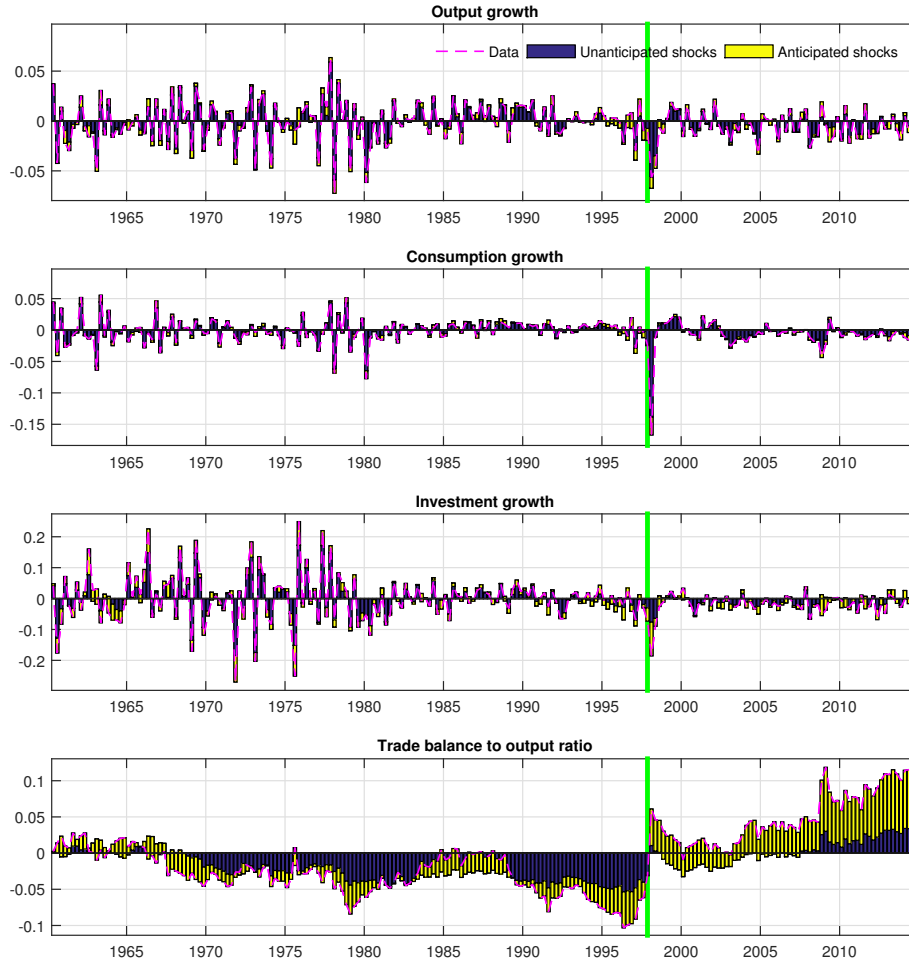 Output growth
Data Unanticipated shocks Anticipated shocks
0.05
0
-0.05
1965 1970 1975 1980 1985 1990 1995 2000 2005 2010
Consumption growth
0.05
0
-0.05
-0.1
-0.15
1965 1970 1975 1980 1985 1990 1995 2000 2005 2010
Investment growth
0.2
0.1
0
-0.1
-0.2
1965 1970 1975 1980 1985 1990 1995 2000 2005 2010
Trade balance to output ratio
0.1
0.05
0
-0.05
-0.1
1965 1970 1975 1980 1985 1990 1995 2000 2005 2010